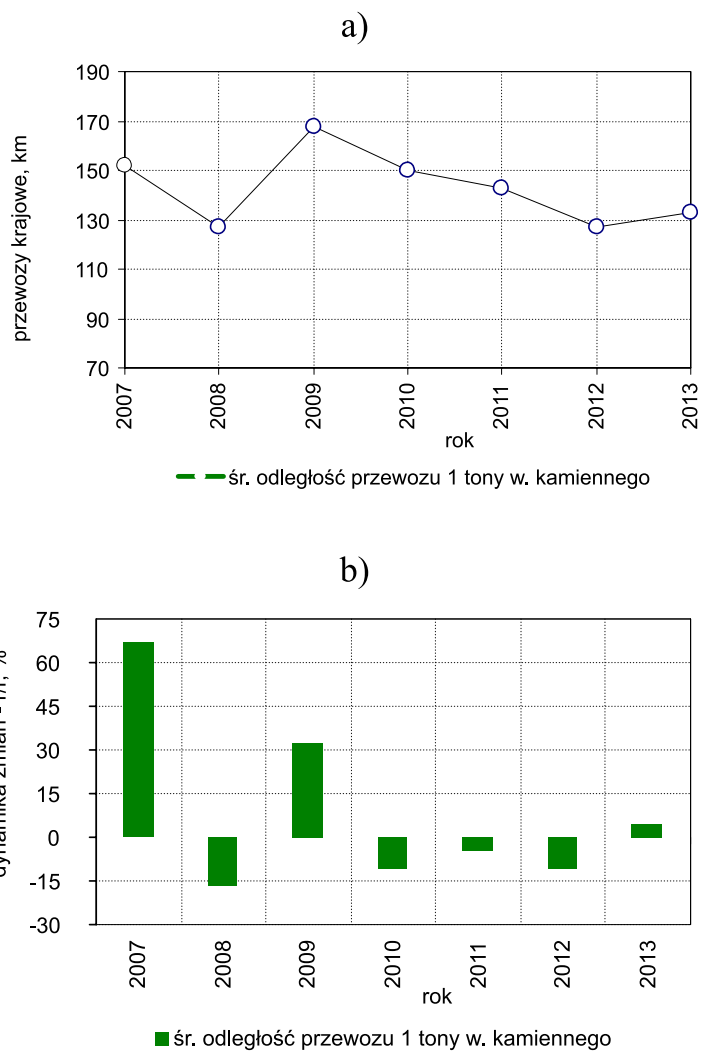 a)
190
170
150
130
110
90
70
przewozy krajowe, km
2007 2008 2009 2010 2011 2012 2013
rok
śr. odległość przewozu 1 tony w. kamiennego
b)
75
60
45
30
15
0
-15
-30
dynamika zmian - r/r, %
2007 2008 2009 2010 2011 2012 2013
rok
śr. odległość przewozu 1 tony w. kamiennego